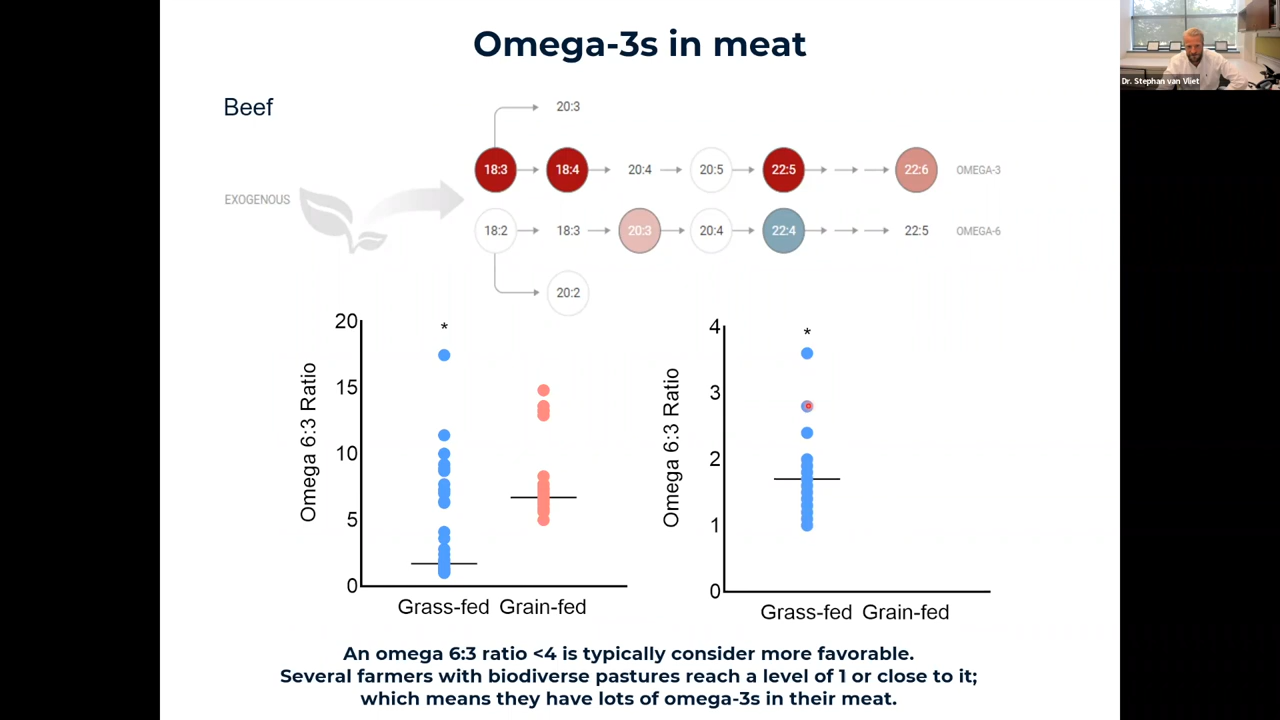 Omega-3s in meat
Dr. Stephan van Vliet
Beef
20:3
18:3 18:4 20:4 20:5 22:5 22:6 OMEGA-3
EXOGENOUS
18:2 18:3 20:3 20:4 22:4 22:5 OMEGA-6
20:2
Omega 6:3 Ratio
20
15
10
5
0
*
Grass-fed Grain-fed
Omega 6:3 Ratio
4
3
2
1
0
*
Grass-fed Grain-fed
An omega 6:3 ratio <4 is typically consider more favorable.
Several farmers with biodiverse pastures reach a level of 1 or close to it;
which means they have lots of omega-3s in their meat.